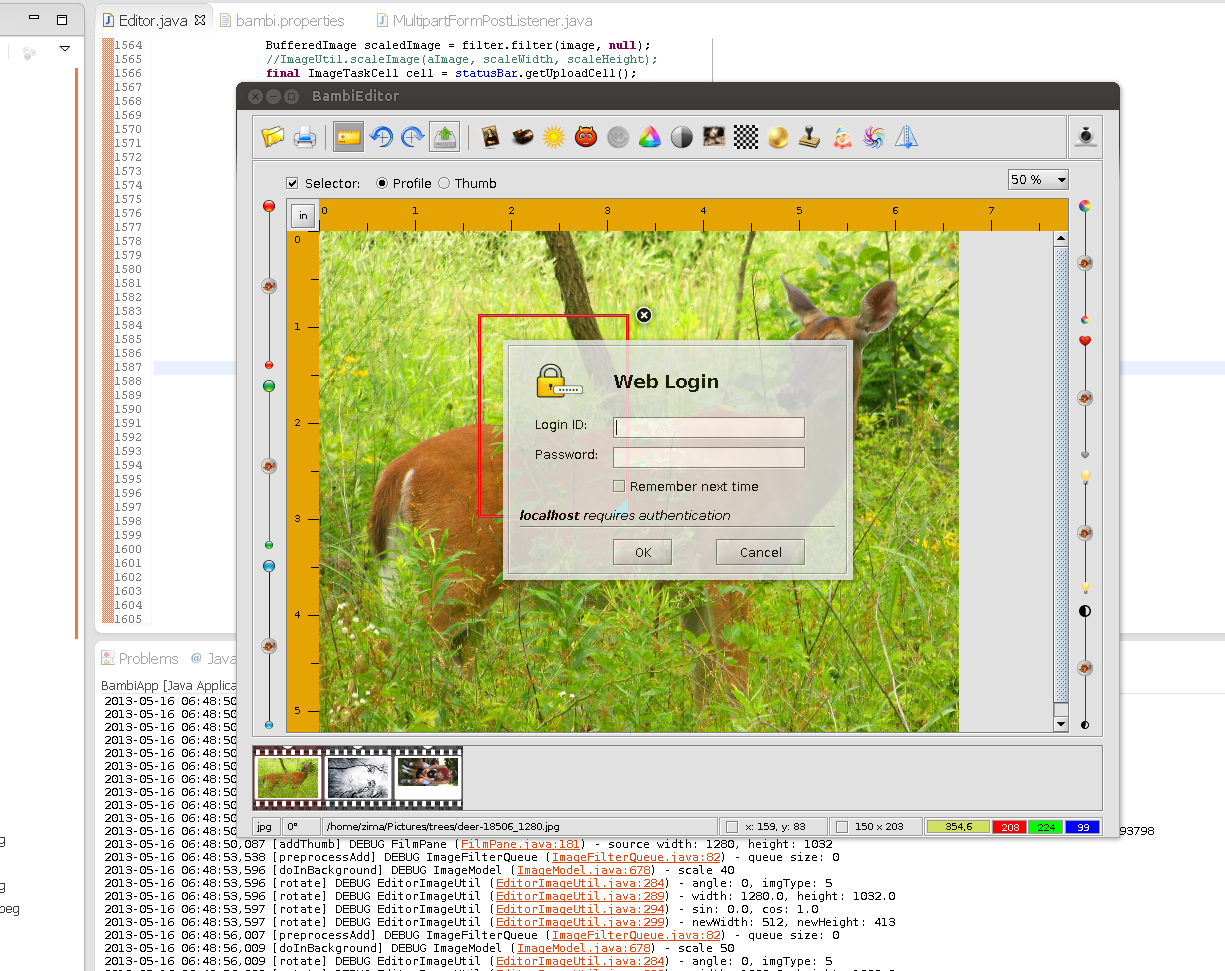 Editor.java
bambi.properties
MultipartFormPostListener.java
1564 BufferedImage scaledImage = filter.filter(image, null);
1565 //ImageUtil.scaleImage(aImage, scaleWidth, scaleHeight);
1566 final ImageTaskCell cell = statusBar.getUploadCell();
1567
1568
1569
1570
1571
1572
1573
1574
1575
1576
1577
1578
1579
1580
1581
1582
1583
1584
1585
1586
1587
1588
1589
1590
1591
1592
1593
1594
1595
1596
1597
1598
1599
1600
1601
1602
1603
1604
1605
BambiEditor
Selector: Profile Thumb
50 %
in
0 1 2 3 4 5 6 7
0
1
2
3
4
5
Web Login
Login ID:
Password:
Remember next time
localhost requires authentication
OK Cancel
jpg 0° /home/zima/Pictures/trees/deer-18506_1280.jpg x: 159, y: 83 150 x 203 354,6 208 224 99
Problems @ Java
BambiApp [Java Applica
2013-05-16 06:48:50
2013-05-16 06:48:50
2013-05-16 06:48:50
2013-05-16 06:48:50
2013-05-16 06:48:50
2013-05-16 06:48:50
2013-05-16 06:48:50
2013-05-16 06:48:50
2013-05-16 06:48:50
2013-05-16 06:48:50
2013-05-16 06:48:50 93798
2013-05-16 06:48:50,087 [addThumb] DEBUG FilmPane (FilmPane.java:181) - source width: 1280, height: 1032
2013-05-16 06:48:53,538 [preprocessAdd] DEBUG ImageFilterQueue (ImageFilterQueue.java:82) - queue size: 0
2013-05-16 06:48:53,596 [doInBackground] DEBUG ImageModel (ImageModel.java:678) - scale 40
2013-05-16 06:48:53,596 [rotate] DEBUG EditorImageUtil (EditorImageUtil.java:284) - angle: 0, imgType: 5
2013-05-16 06:48:53,596 [rotate] DEBUG EditorImageUtil (EditorImageUtil.java:289) - width: 1280.0, height: 1032.0
2013-05-16 06:48:53,597 [rotate] DEBUG EditorImageUtil (EditorImageUtil.java:294) - sin: 0.0, cos: 1.0
2013-05-16 06:48:53,597 [rotate] DEBUG EditorImageUtil (EditorImageUtil.java:299) - newWidth: 512, newHeight: 413
2013-05-16 06:48:56,007 [preprocessAdd] DEBUG ImageFilterQueue (ImageFilterQueue.java:82) - queue size: 0
2013-05-16 06:48:56,009 [doInBackground] DEBUG ImageModel (ImageModel.java:678) - scale 50
2013-05-16 06:48:56,009 [rotate] DEBUG EditorImageUtil (EditorImageUtil.java:284) - angle: 0, imgType: 5